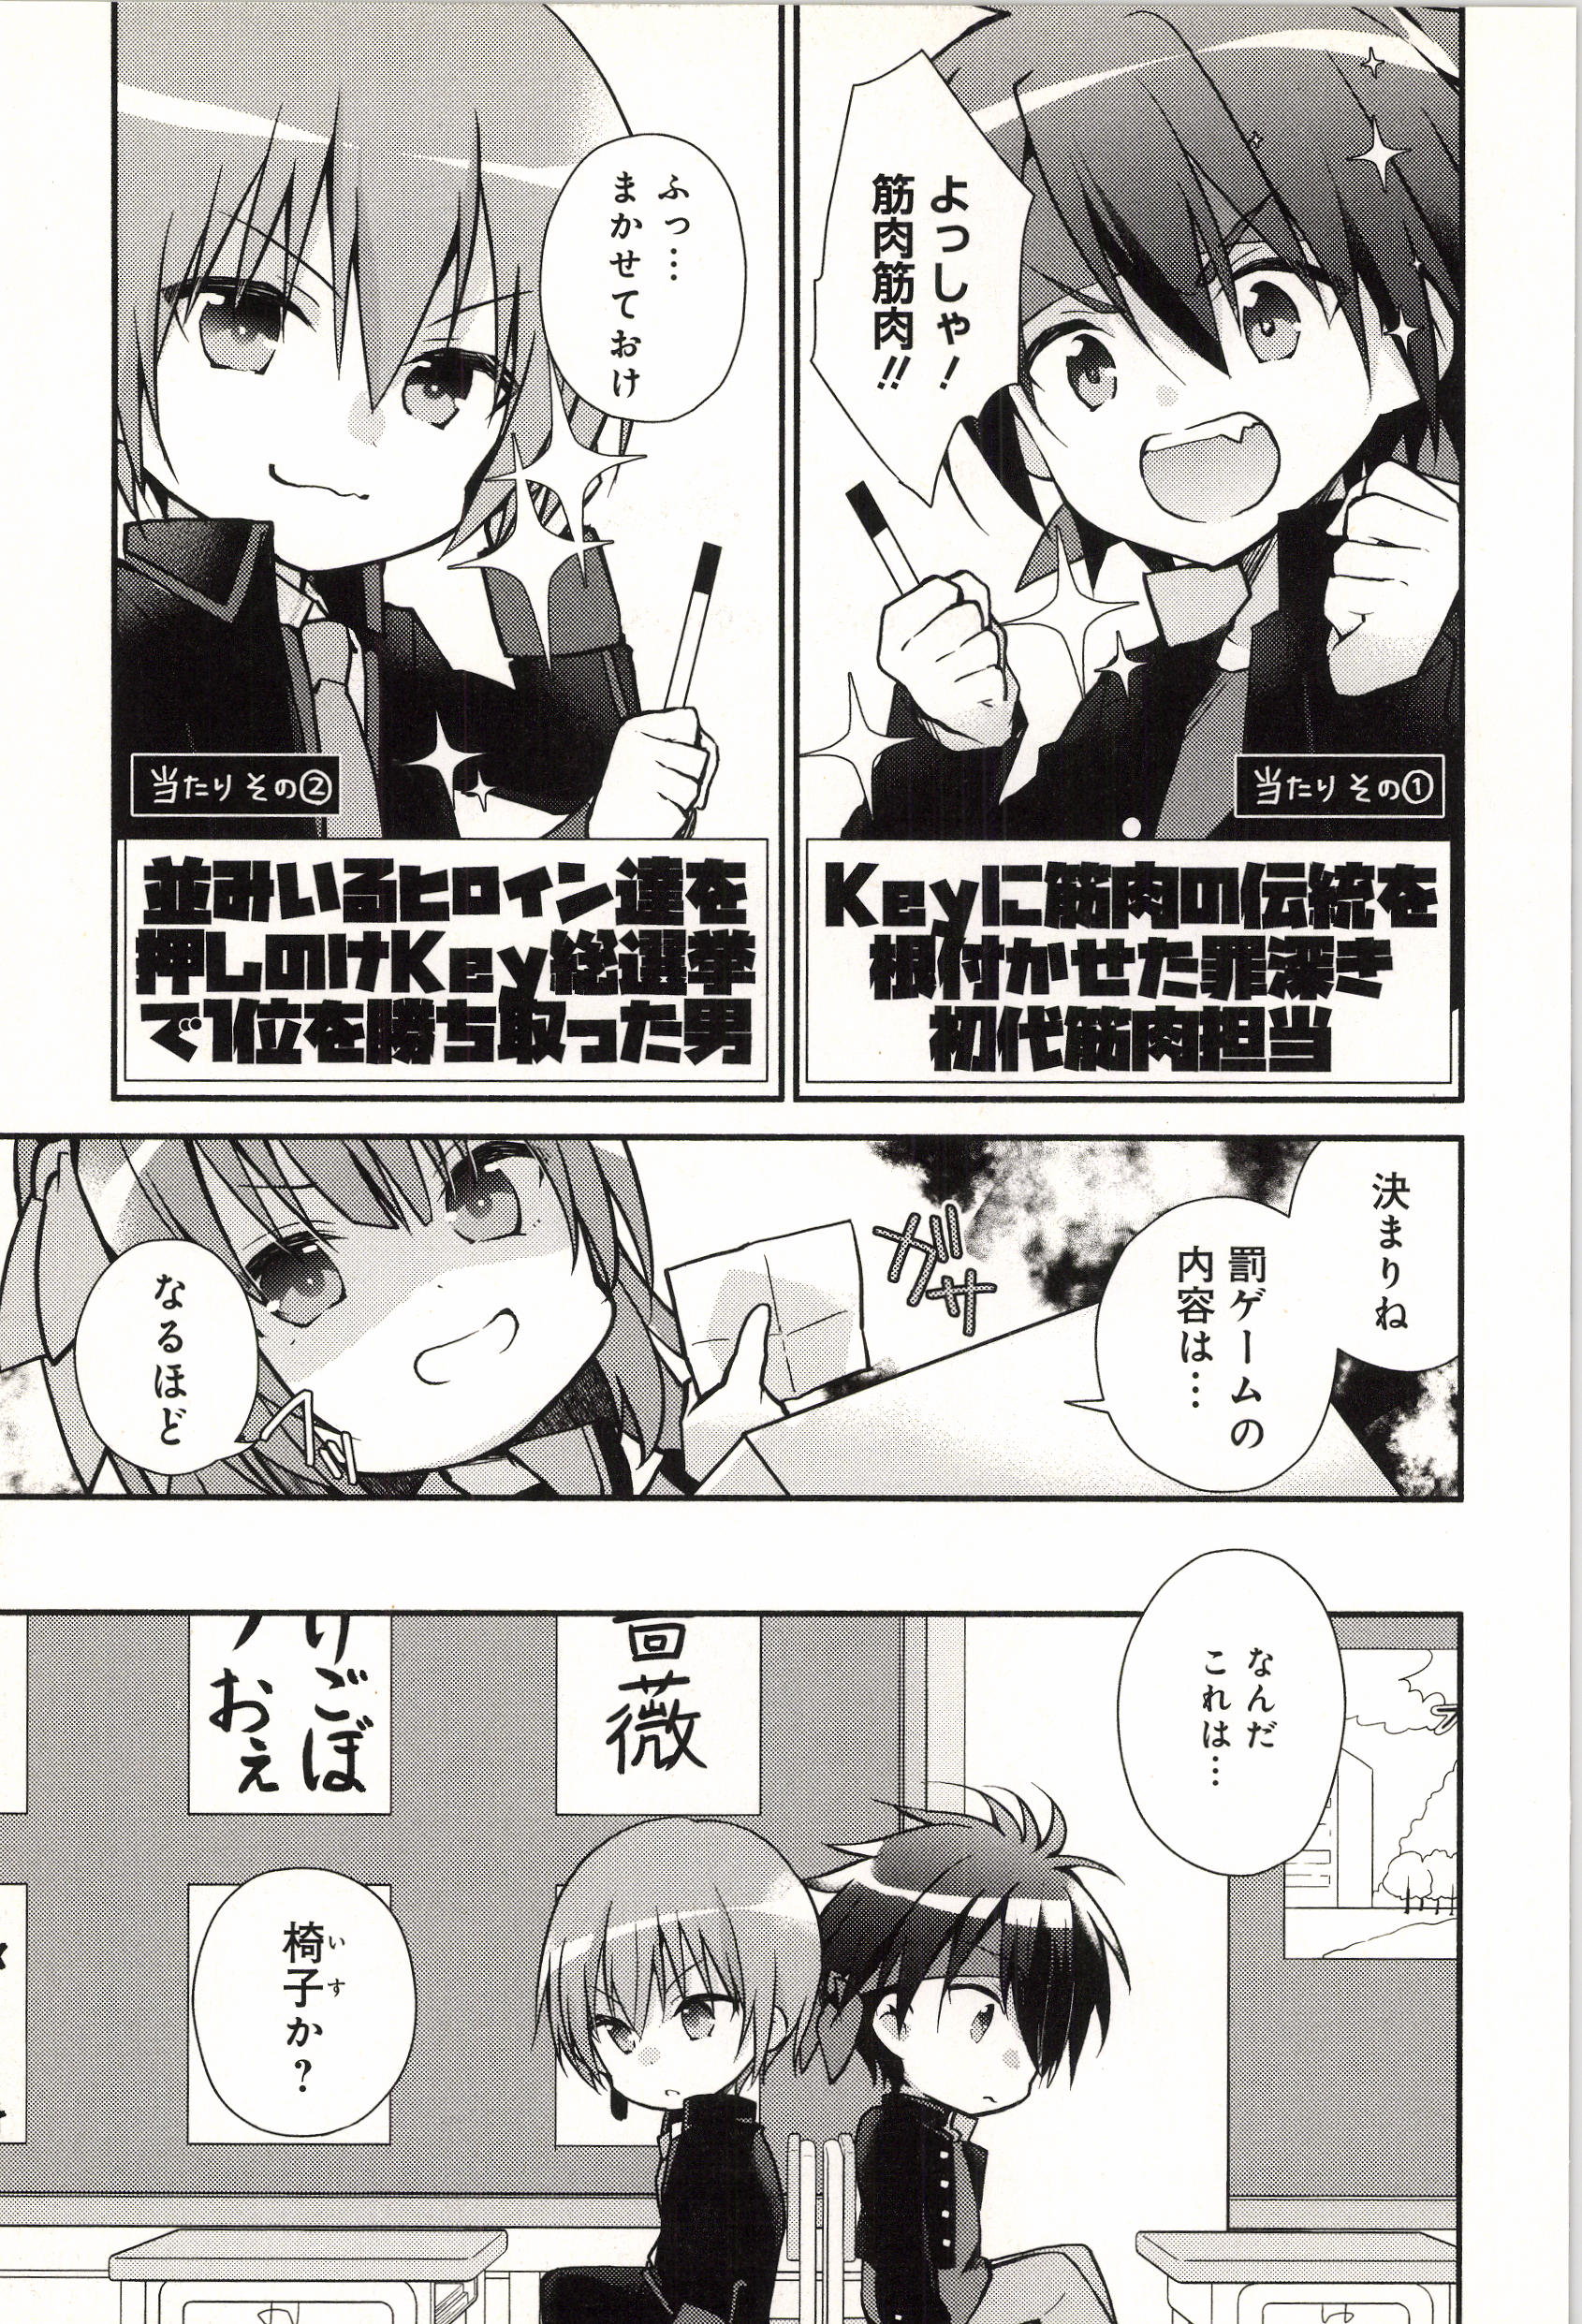 よっしゃ！
筋肉筋肉!!
当たり その①
Keyに筋肉の伝統を
根付かせた罪深き
初代筋肉担当
ふっ…
まかせておけ
当たり その②
並みいるヒロイン達を
押しのけKey総選挙
で1位を勝ち取った男
決まりね
罰ゲームの
内容は…
ガサ
なるほど
なんだ
これは…
薔薇
りごぼ
おぇ
椅子か？
いす